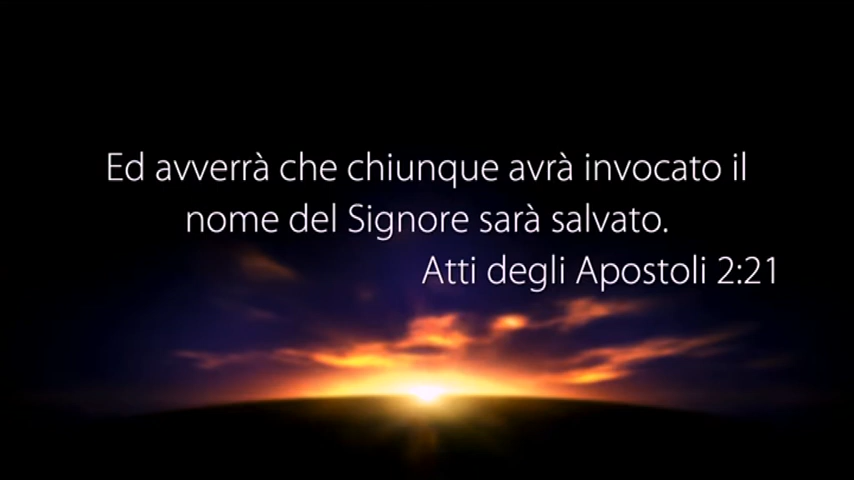 Ed avverrà che chiunque avrà invocato il
nome del Signore sarà salvato.
Atti degli Apostoli 2:21